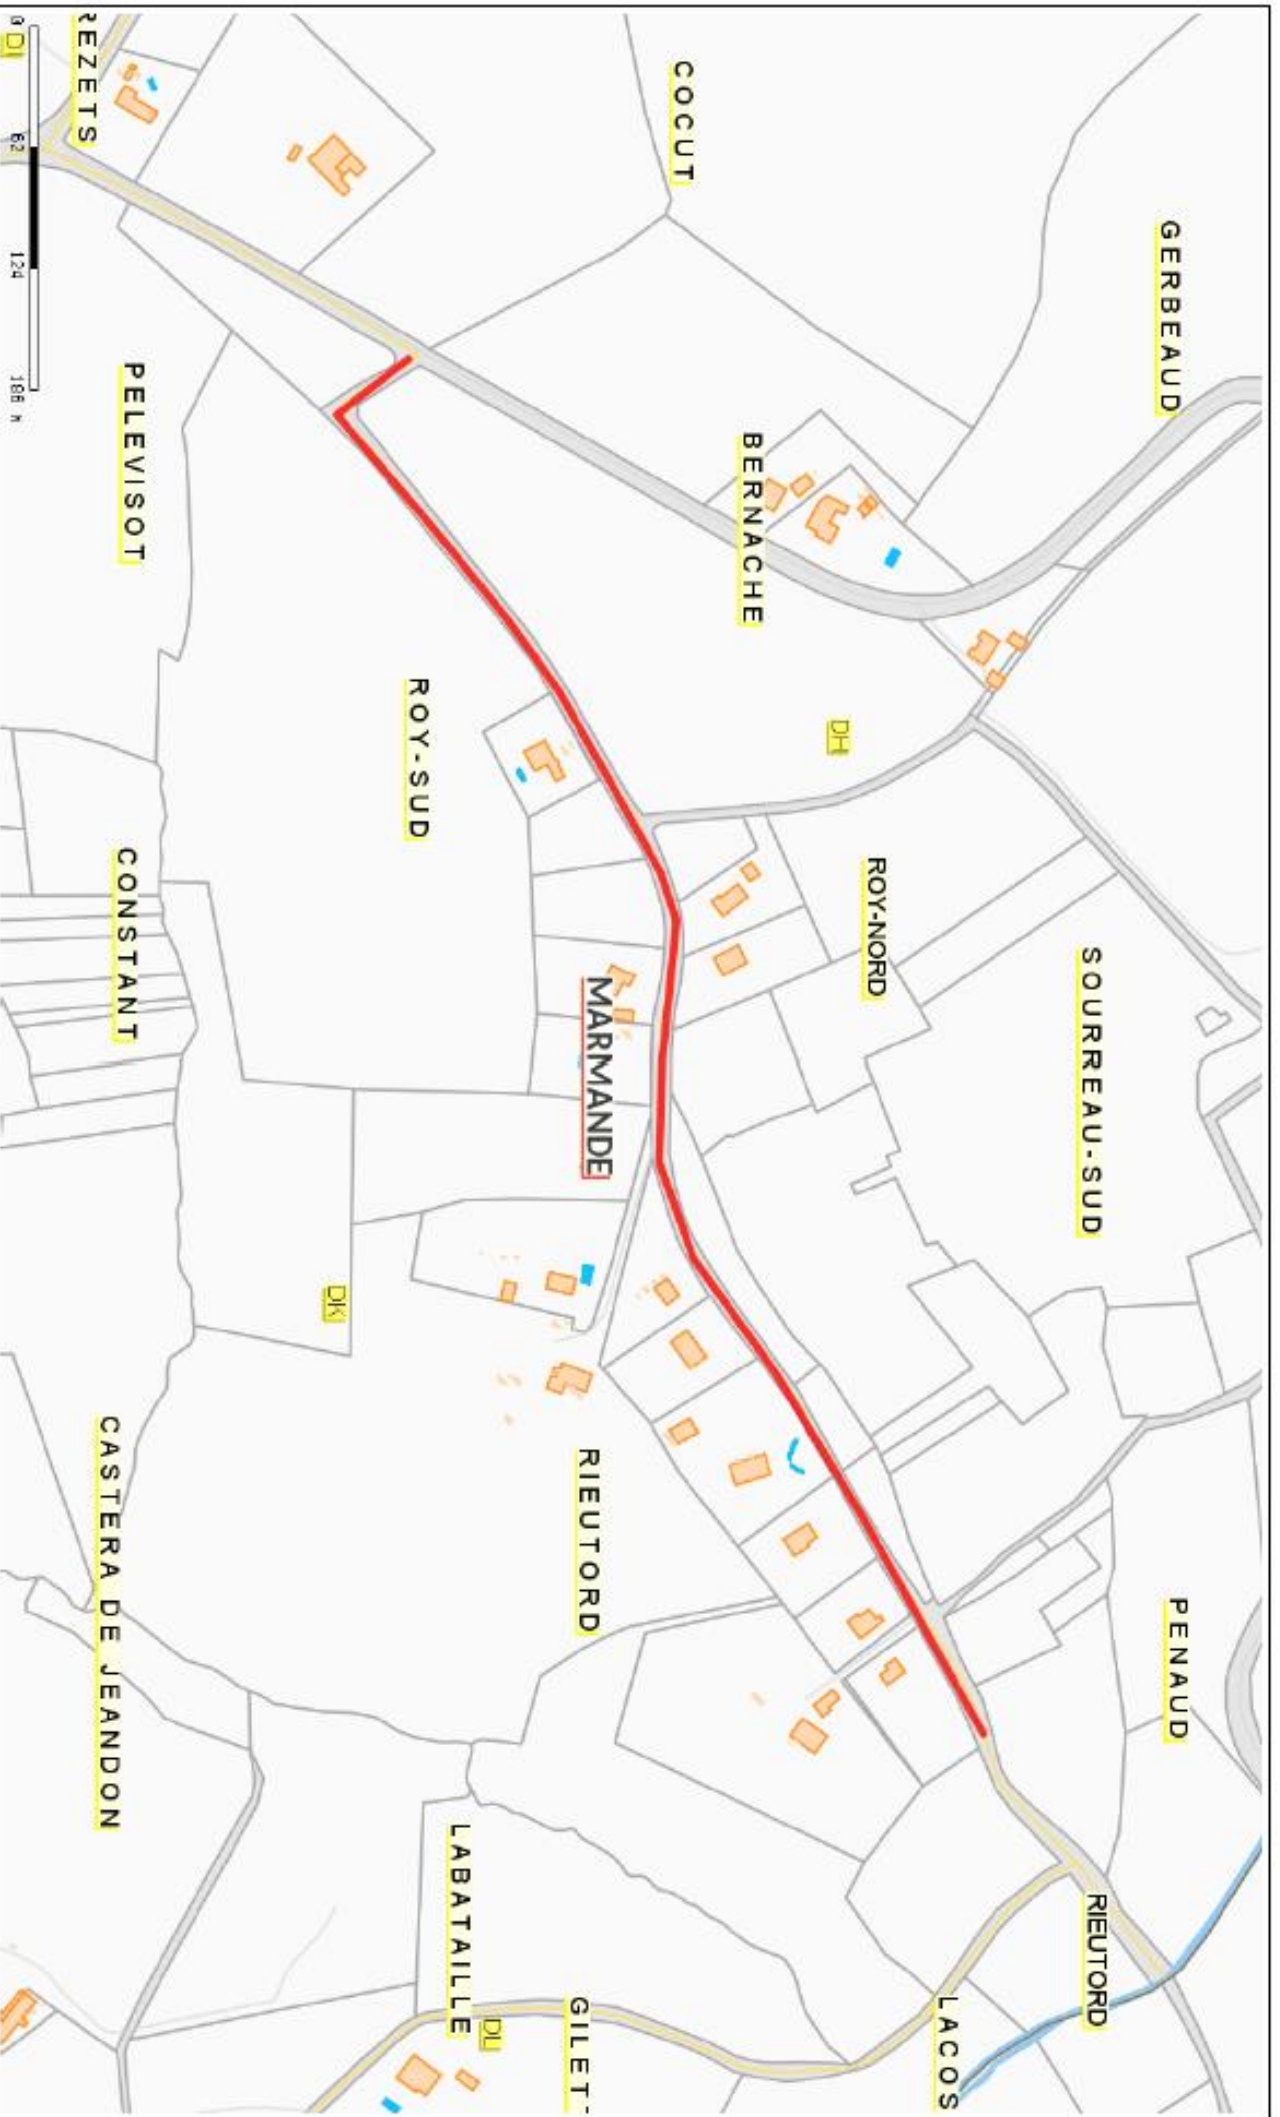 GERBEAUD
PENAUD
SOURREAU-SUD
RIEUTORD
LACOS
ROY-NORD
DH
BERNACHE
COCUT
MARMANDE
RIEUTORD
GILET
DL
LABATAILLE
ROY-SUD
DK
PELEVISOT
CONSTANT
CASTERA DE JEANDON
REZETS
DI
0 62 124 186 m